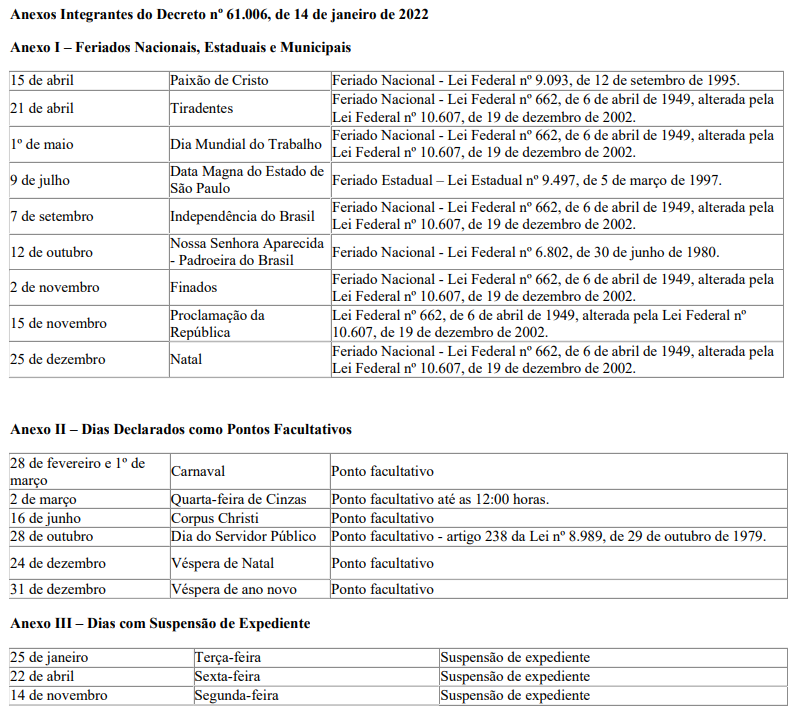 Anexos Integrantes do Decreto nº 61.006, de 14 de janeiro de 2022
Anexo I – Feriados Nacionais, Estaduais e Municipais
15 de abril Paixão de Cristo Feriado Nacional - Lei Federal nº 9.093, de 12 de setembro de 1995.
21 de abril Tiradentes Feriado Nacional - Lei Federal nº 662, de 6 de abril de 1949, alterada pela
Lei Federal nº 10.607, de 19 de dezembro de 2002.
1º de maio Dia Mundial do Trabalho Feriado Nacional - Lei Federal nº 662, de 6 de abril de 1949, alterada pela
Lei Federal nº 10.607, de 19 de dezembro de 2002.
9 de julho Data Magna do Estado de
São Paulo Feriado Estadual – Lei Estadual nº 9.497, de 5 de março de 1997.
7 de setembro Independência do Brasil Feriado Nacional - Lei Federal nº 662, de 6 de abril de 1949, alterada pela
Lei Federal nº 10.607, de 19 de dezembro de 2002.
12 de outubro Nossa Senhora Aparecida
- Padroeira do Brasil Feriado Nacional - Lei Federal nº 6.802, de 30 de junho de 1980.
2 de novembro Finados Feriado Nacional - Lei Federal nº 662, de 6 de abril de 1949, alterada pela
Lei Federal nº 10.607, de 19 de dezembro de 2002.
15 de novembro Proclamação da
República Lei Federal nº 662, de 6 de abril de 1949, alterada pela Lei Federal nº
10.607, de 19 de dezembro de 2002.
25 de dezembro Natal Feriado Nacional - Lei Federal nº 662, de 6 de abril de 1949, alterada pela
Lei Federal nº 10.607, de 19 de dezembro de 2002.
Anexo II – Dias Declarados como Pontos Facultativos
28 de fevereiro e 1º de
março Carnaval Ponto facultativo
2 de março Quarta-feira de Cinzas Ponto facultativo até as 12:00 horas.
16 de junho Corpus Christi Ponto facultativo
28 de outubro Dia do Servidor Público Ponto facultativo - artigo 238 da Lei nº 8.989, de 29 de outubro de 1979.
24 de dezembro Véspera de Natal Ponto facultativo
31 de dezembro Véspera de ano novo Ponto facultativo
Anexo III – Dias com Suspensão de Expediente
25 de janeiro Terça-feira Suspensão de expediente
22 de abril Sexta-feira Suspensão de expediente
14 de novembro Segunda-feira Suspensão de expediente